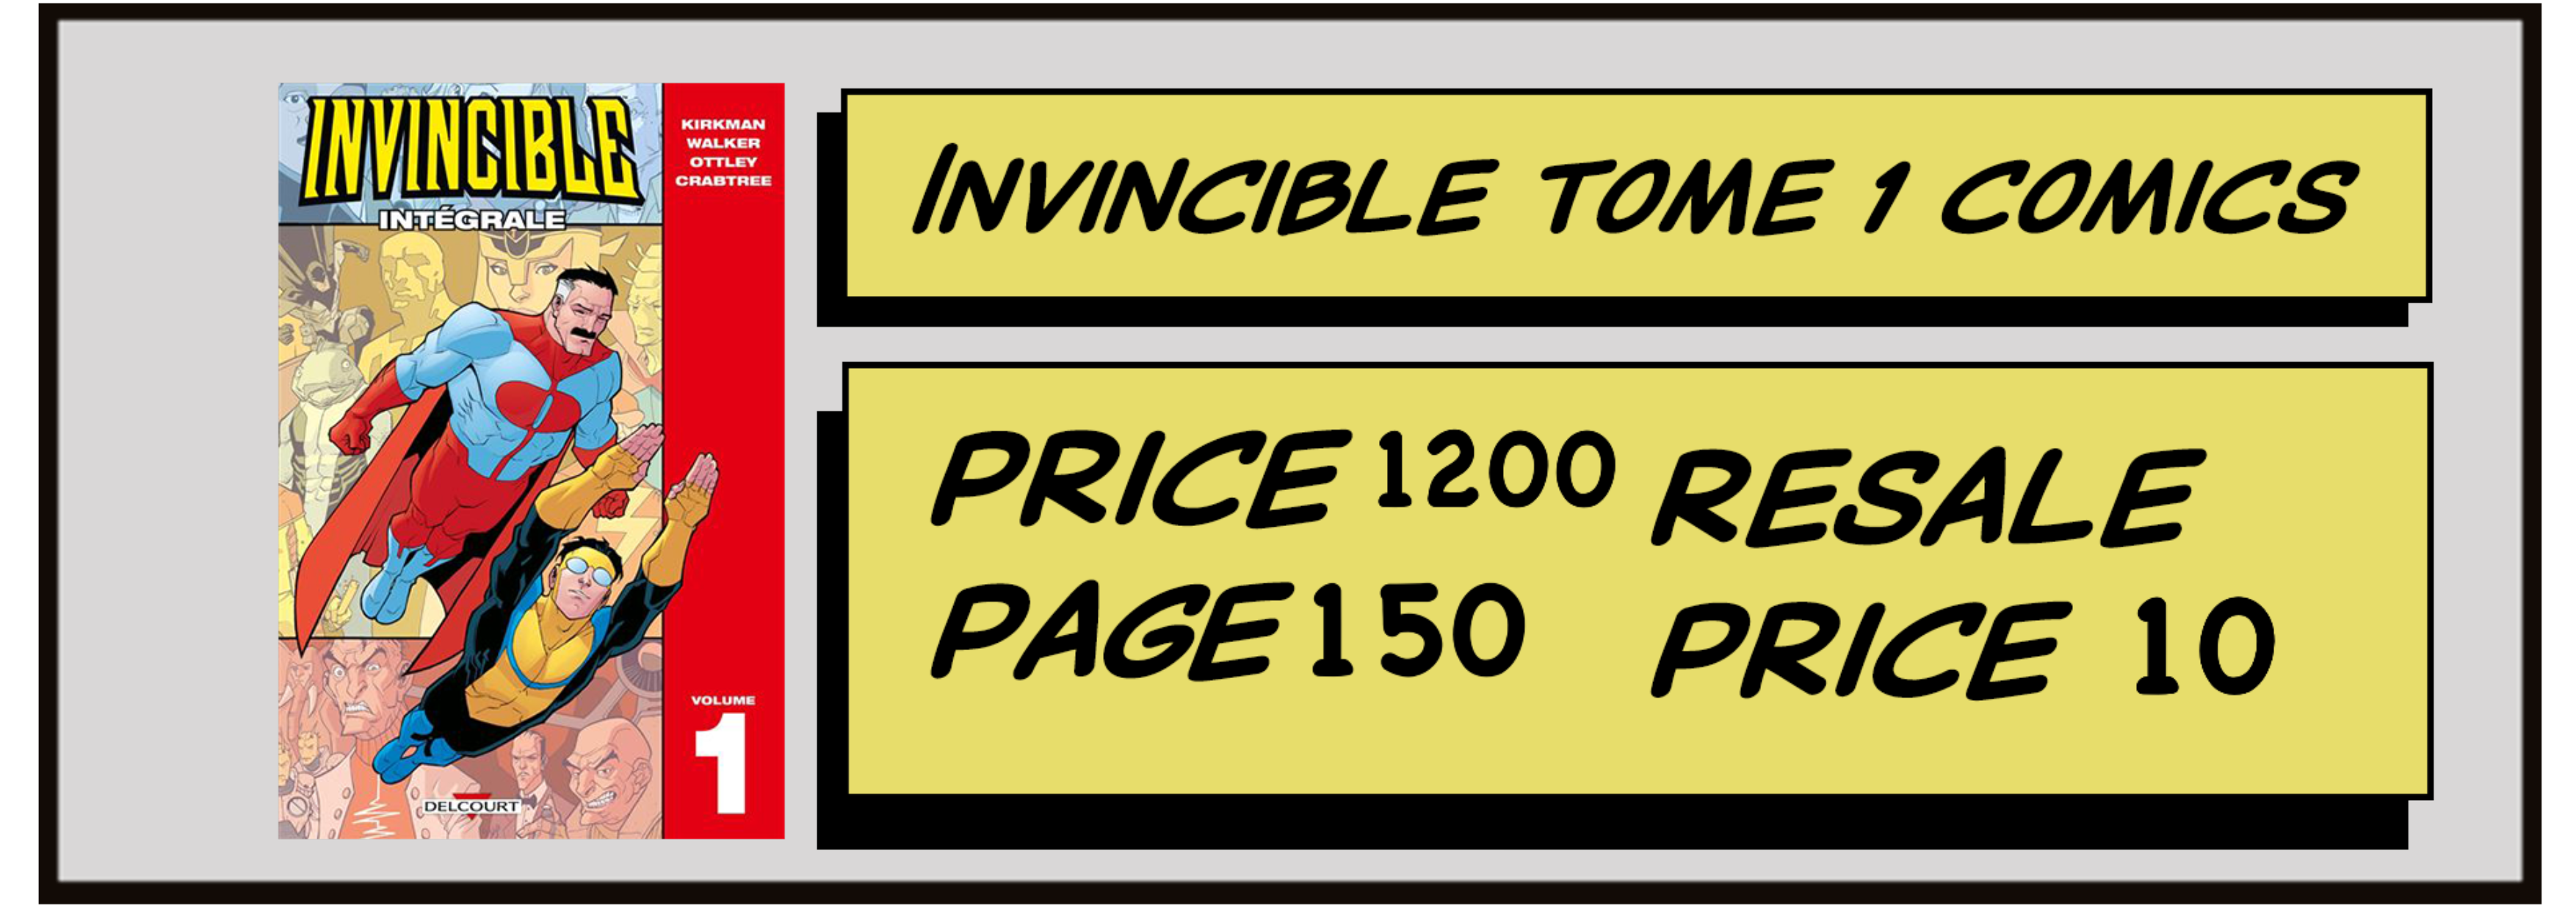 INVINCIBLE
INTÉGRALE
KIRKMAN
WALKER
OTTLEY
CRABTREE
VOLUME
1
DELCOURT
INVINCIBLE TOME 1 COMICS
PRICE 1200
PAGE 150
RESALE
PRICE 10